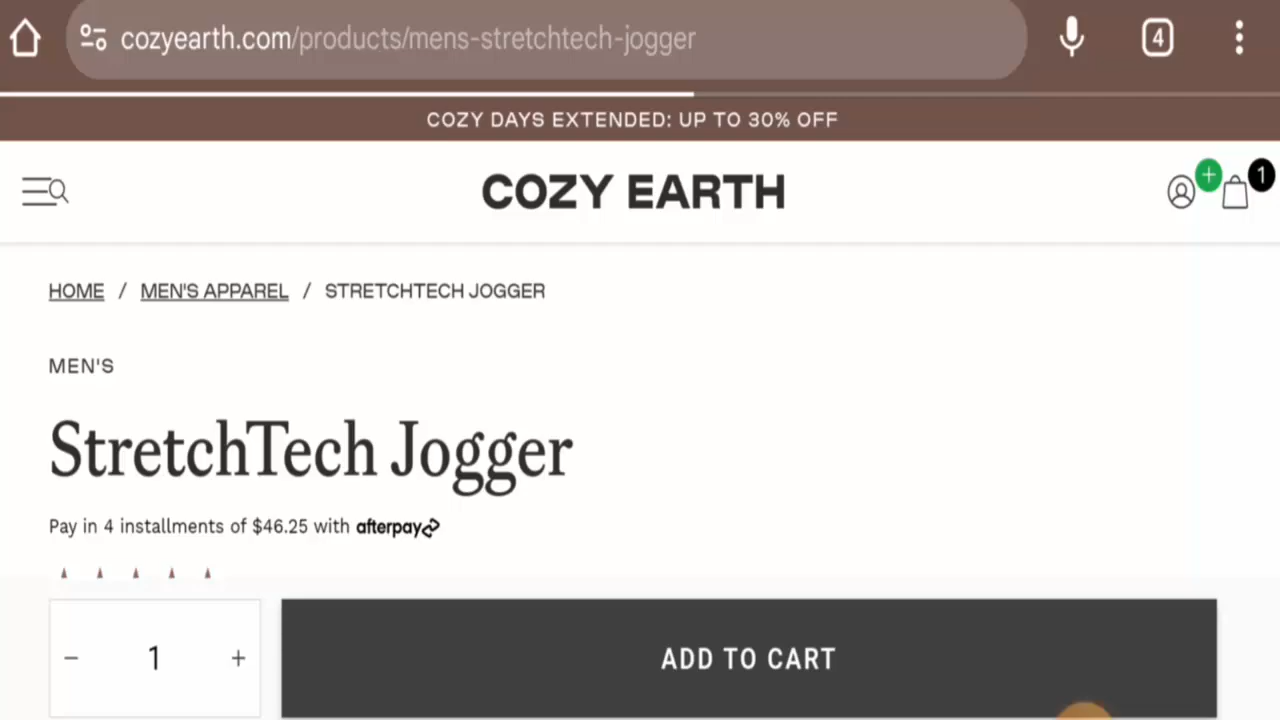 cozyearth.com/products/mens-stretchtech-jogger
4
COZY DAYS EXTENDED: UP TO 30% OFF
COZY EARTH
+
1
HOME / MEN'S APPAREL / STRETCHTECH JOGGER
MEN'S
StretchTech Jogger
Pay in 4 installments of $46.25 with afterpay
− 1 +
ADD TO CART